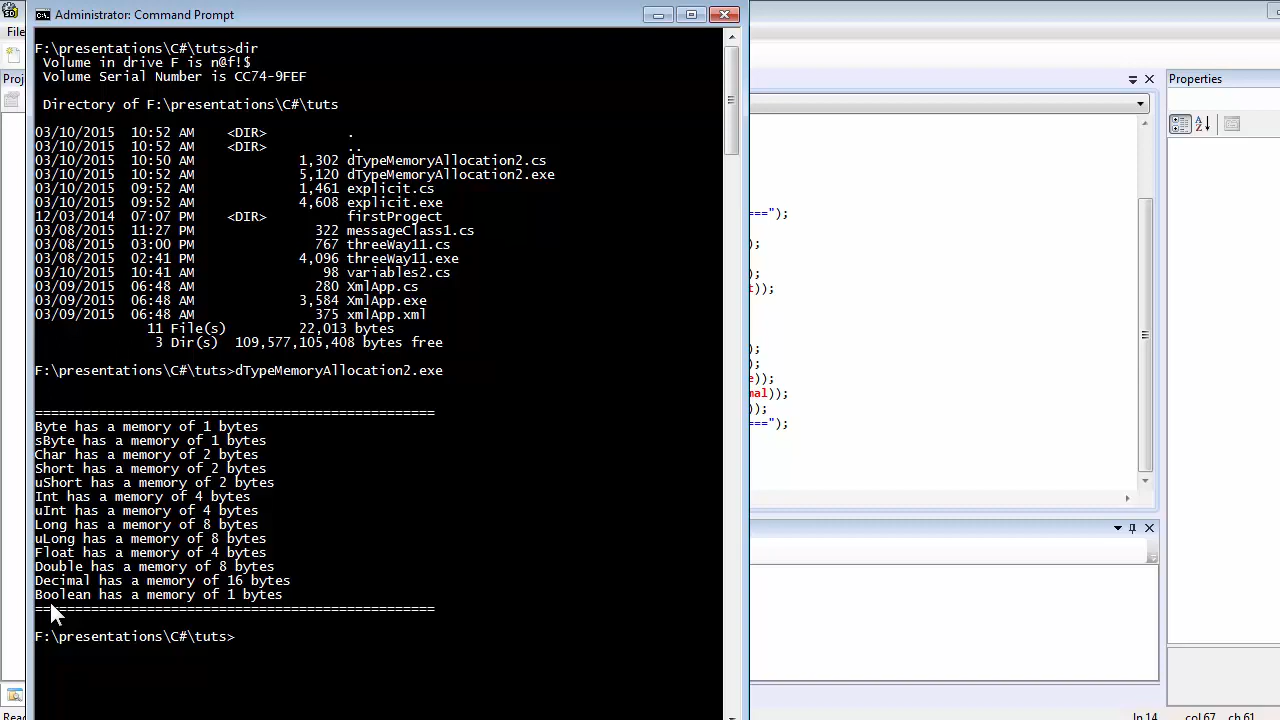 Administrator: Command Prompt
F:\presentations\C#\tuts>dir
Volume in drive F is n@f!$
Volume Serial Number is CC74-9FEF
Directory of F:\presentations\C#\tuts
03/10/2015 10:52 AM <DIR> .
03/10/2015 10:52 AM <DIR> ..
03/10/2015 10:50 AM 1,302 dTypeMemoryAllocation2.cs
03/10/2015 10:52 AM 5,120 dTypeMemoryAllocation2.exe
03/10/2015 09:52 AM 1,461 explicit.cs
03/10/2015 09:52 AM 4,608 explicit.exe
12/03/2014 07:07 PM <DIR> firstProgect
03/08/2015 11:27 PM 322 messageClass1.cs
03/08/2015 03:00 PM 767 threeWay11.cs
03/08/2015 02:41 PM 4,096 threeWay11.exe
03/10/2015 10:41 AM 98 variables2.cs
03/09/2015 06:48 AM 280 XmlApp.cs
03/09/2015 06:48 AM 3,584 XmlApp.exe
03/09/2015 06:48 AM 375 xmlApp.xml
11 File(s) 22,013 bytes
3 Dir(s) 109,577,105,408 bytes free
F:\presentations\C#\tuts>dTypeMemoryAllocation2.exe
==================================================
Byte has a memory of 1 bytes
sByte has a memory of 1 bytes
Char has a memory of 2 bytes
Short has a memory of 2 bytes
uShort has a memory of 2 bytes
Int has a memory of 4 bytes
uInt has a memory of 4 bytes
Long has a memory of 8 bytes
uLong has a memory of 8 bytes
Float has a memory of 4 bytes
Double has a memory of 8 bytes
Decimal has a memory of 16 bytes
Boolean has a memory of 1 bytes
==================================================
F:\presentations\C#\tuts>
File
Proj
Properties
==");
);
);
t));
);
);
e));
mal));
));
==");
Read
Ln14 col67 ch61